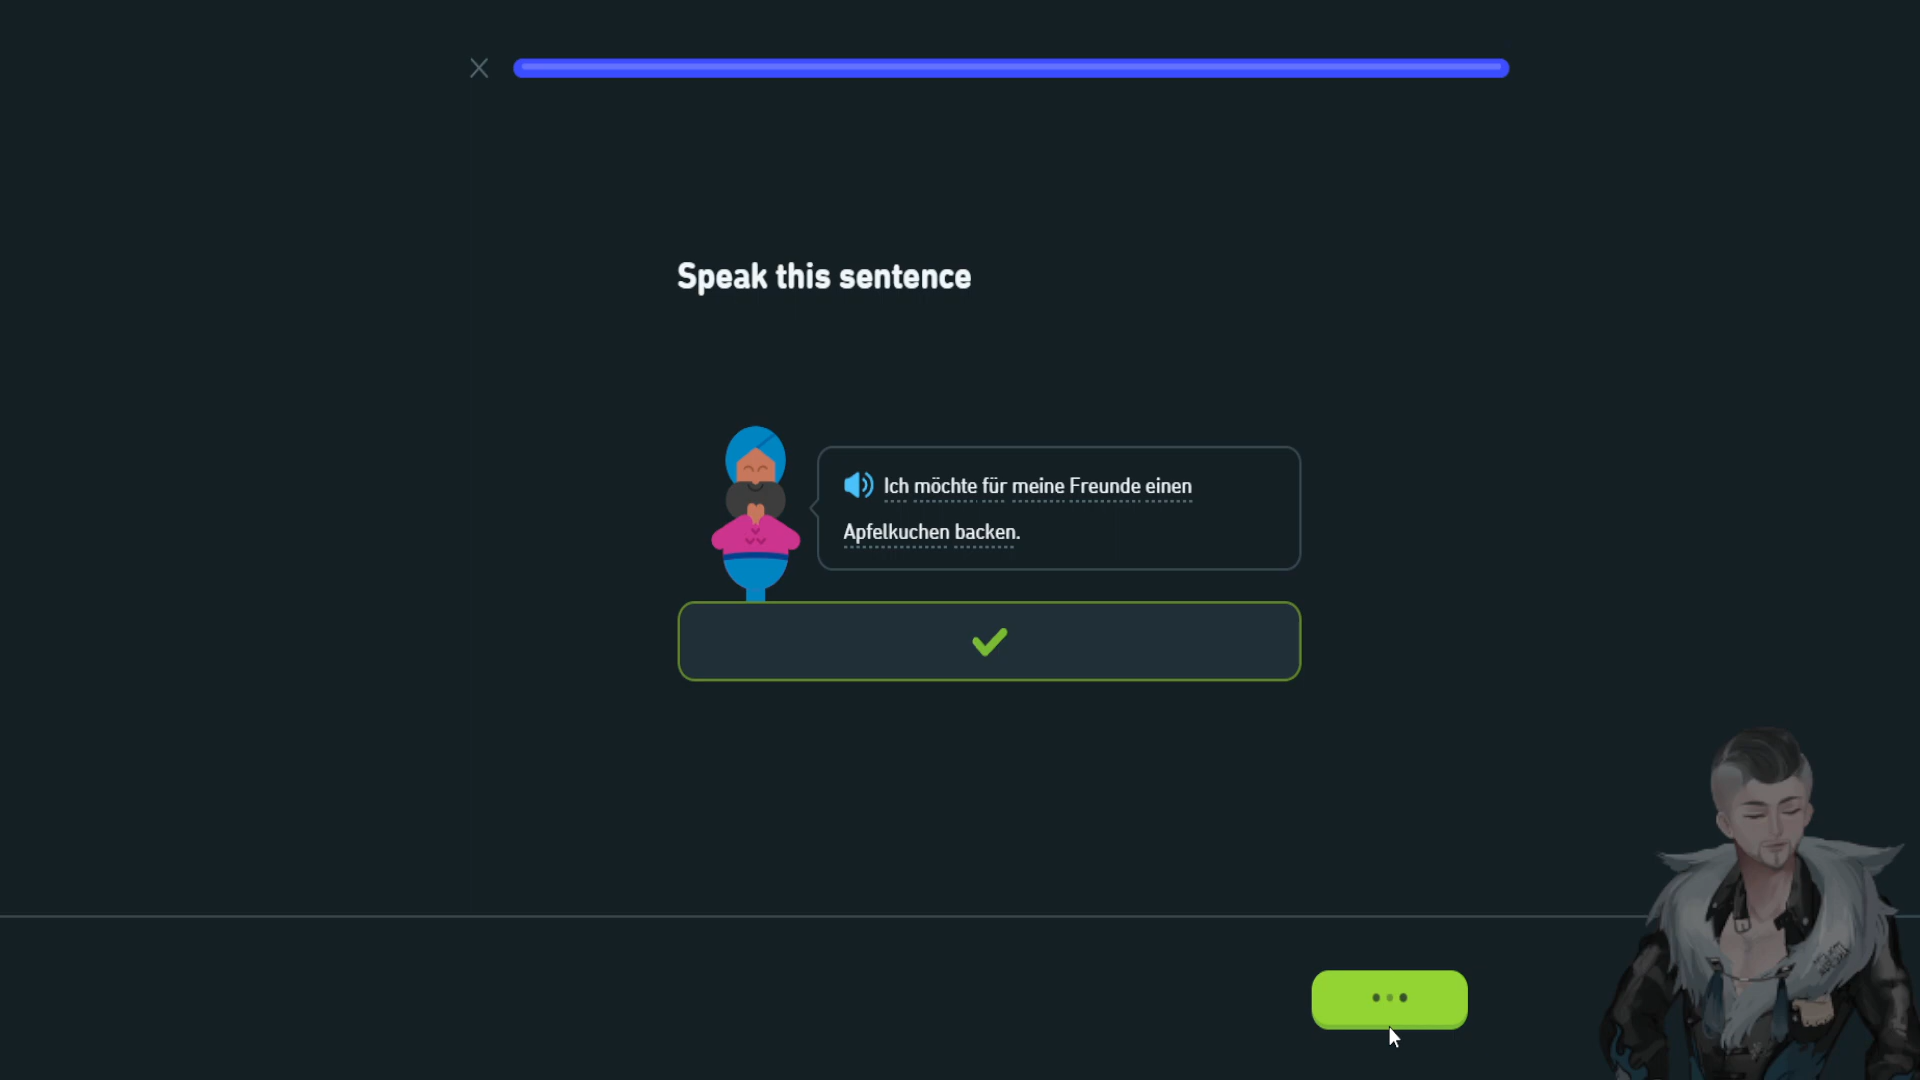 Speak this sentence
Ich möchte für meine Freunde einen
Apfelkuchen backen.